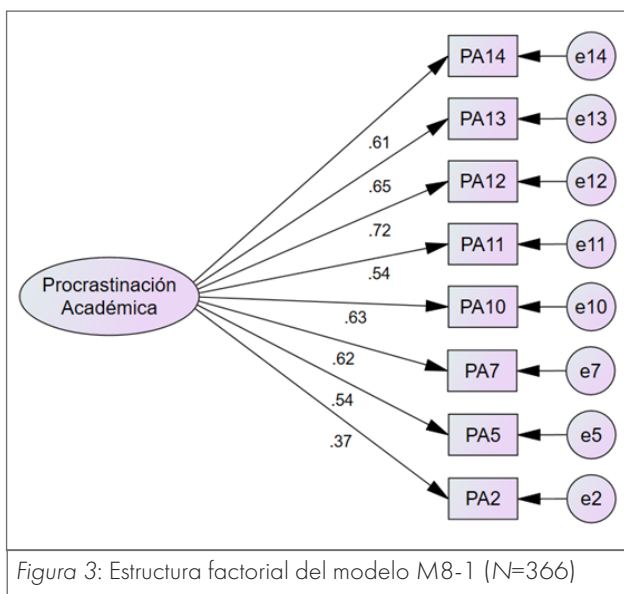 PA14 e14
PA13 e13
.61
PA12 e12
.65
.72
PA11 e11
.54
Procrastinación
Académica
PA10 e10
.63
.62
PA7 e7
.54
PA5 e5
.37
PA2 e2
Figura 3: Estructura factorial del modelo M8-1 (N=366)